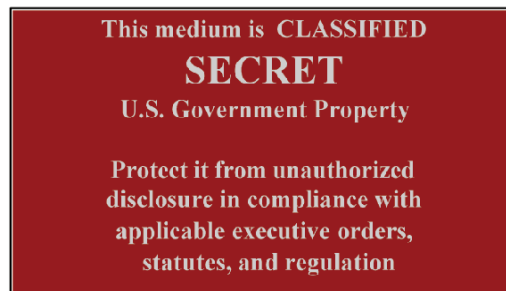 This medium is CLASSIFIED
SECRET
U.S. Government Property
Protect it from unauthorized
disclosure in compliance with
applicable executive orders,
statutes, and regulation